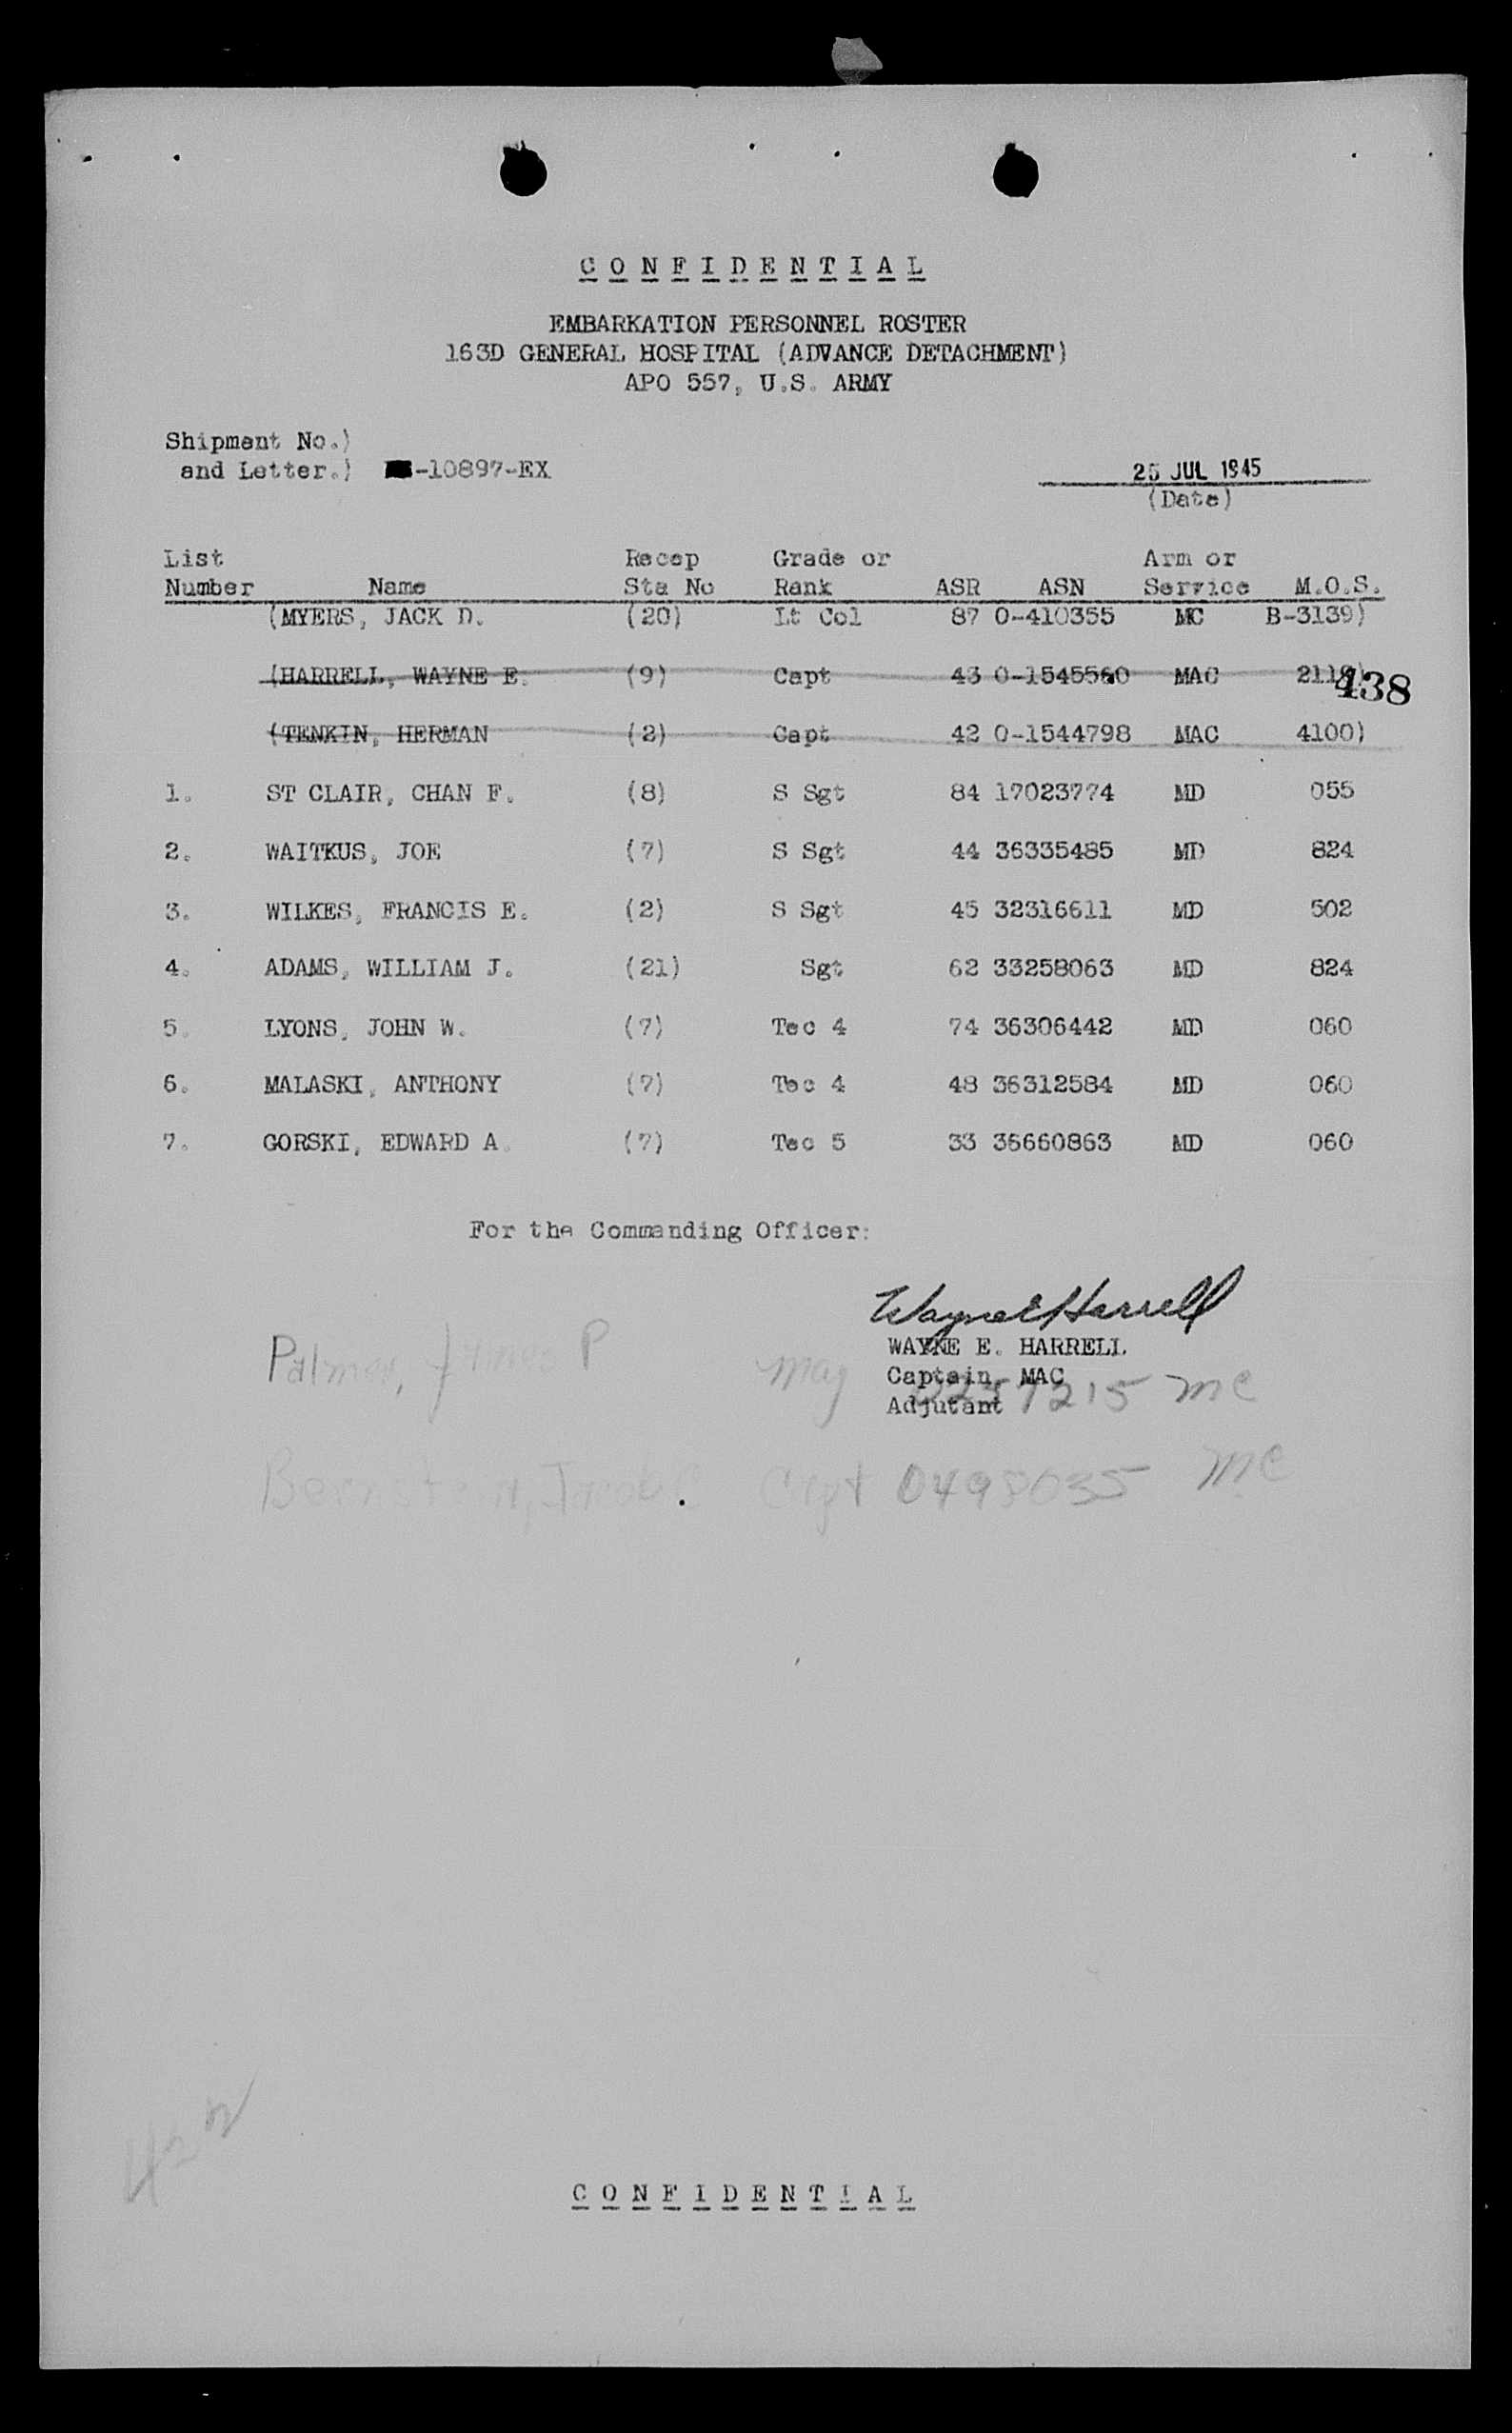 CONFIDENTIAL
EMBARKATION PERSONNEL ROSTER
163D GENERAL HOSPITAL (ADVANCE DETACHMENT)
APO 557, U.S. ARMY
Shipment No.)
and Letter.) -10897-EX
25 JUL 1945
(Date)
List Recep Grade or Arm or
Number Name Sta No Rank ASR ASN Service M.O.S.
(MYERS, JACK D. (20) Lt Col 87 O-410355 MC B-3139)
(HARRELL, WAYNE E. (9) Capt 43 O-1545560 MAC
438
(TENKIN, HERMAN (2) Capt 42 O-1544798 MAC 4100)
1. ST CLAIR, CHAN F. (8) S Sgt 84 17023774 MD 055
2. WAITKUS, JOE (7) S Sgt 44 36335485 MD 824
3. WILKES, FRANCIS E. (2) S Sgt 45 32316611 MD 502
4. ADAMS, WILLIAM J. (21) Sgt 62 33258063 MD 824
5. LYONS, JOHN W. (7) Tec 4 74 36306442 MD 060
6. MALASKI, ANTHONY (7) Tec 4 48 36312584 MD 060
7. GORSKI, EDWARD A. (7) Tec 5 33 36660863 MD 060
For the Commanding Officer:
Wayne E Harrell
WAYNE E. HARRELL
Captain, MAC
Adjutant
Palmer, James P Maj MC
Bernstein, Jacob Capt 0498035 MC
422
CONFIDENTIAL